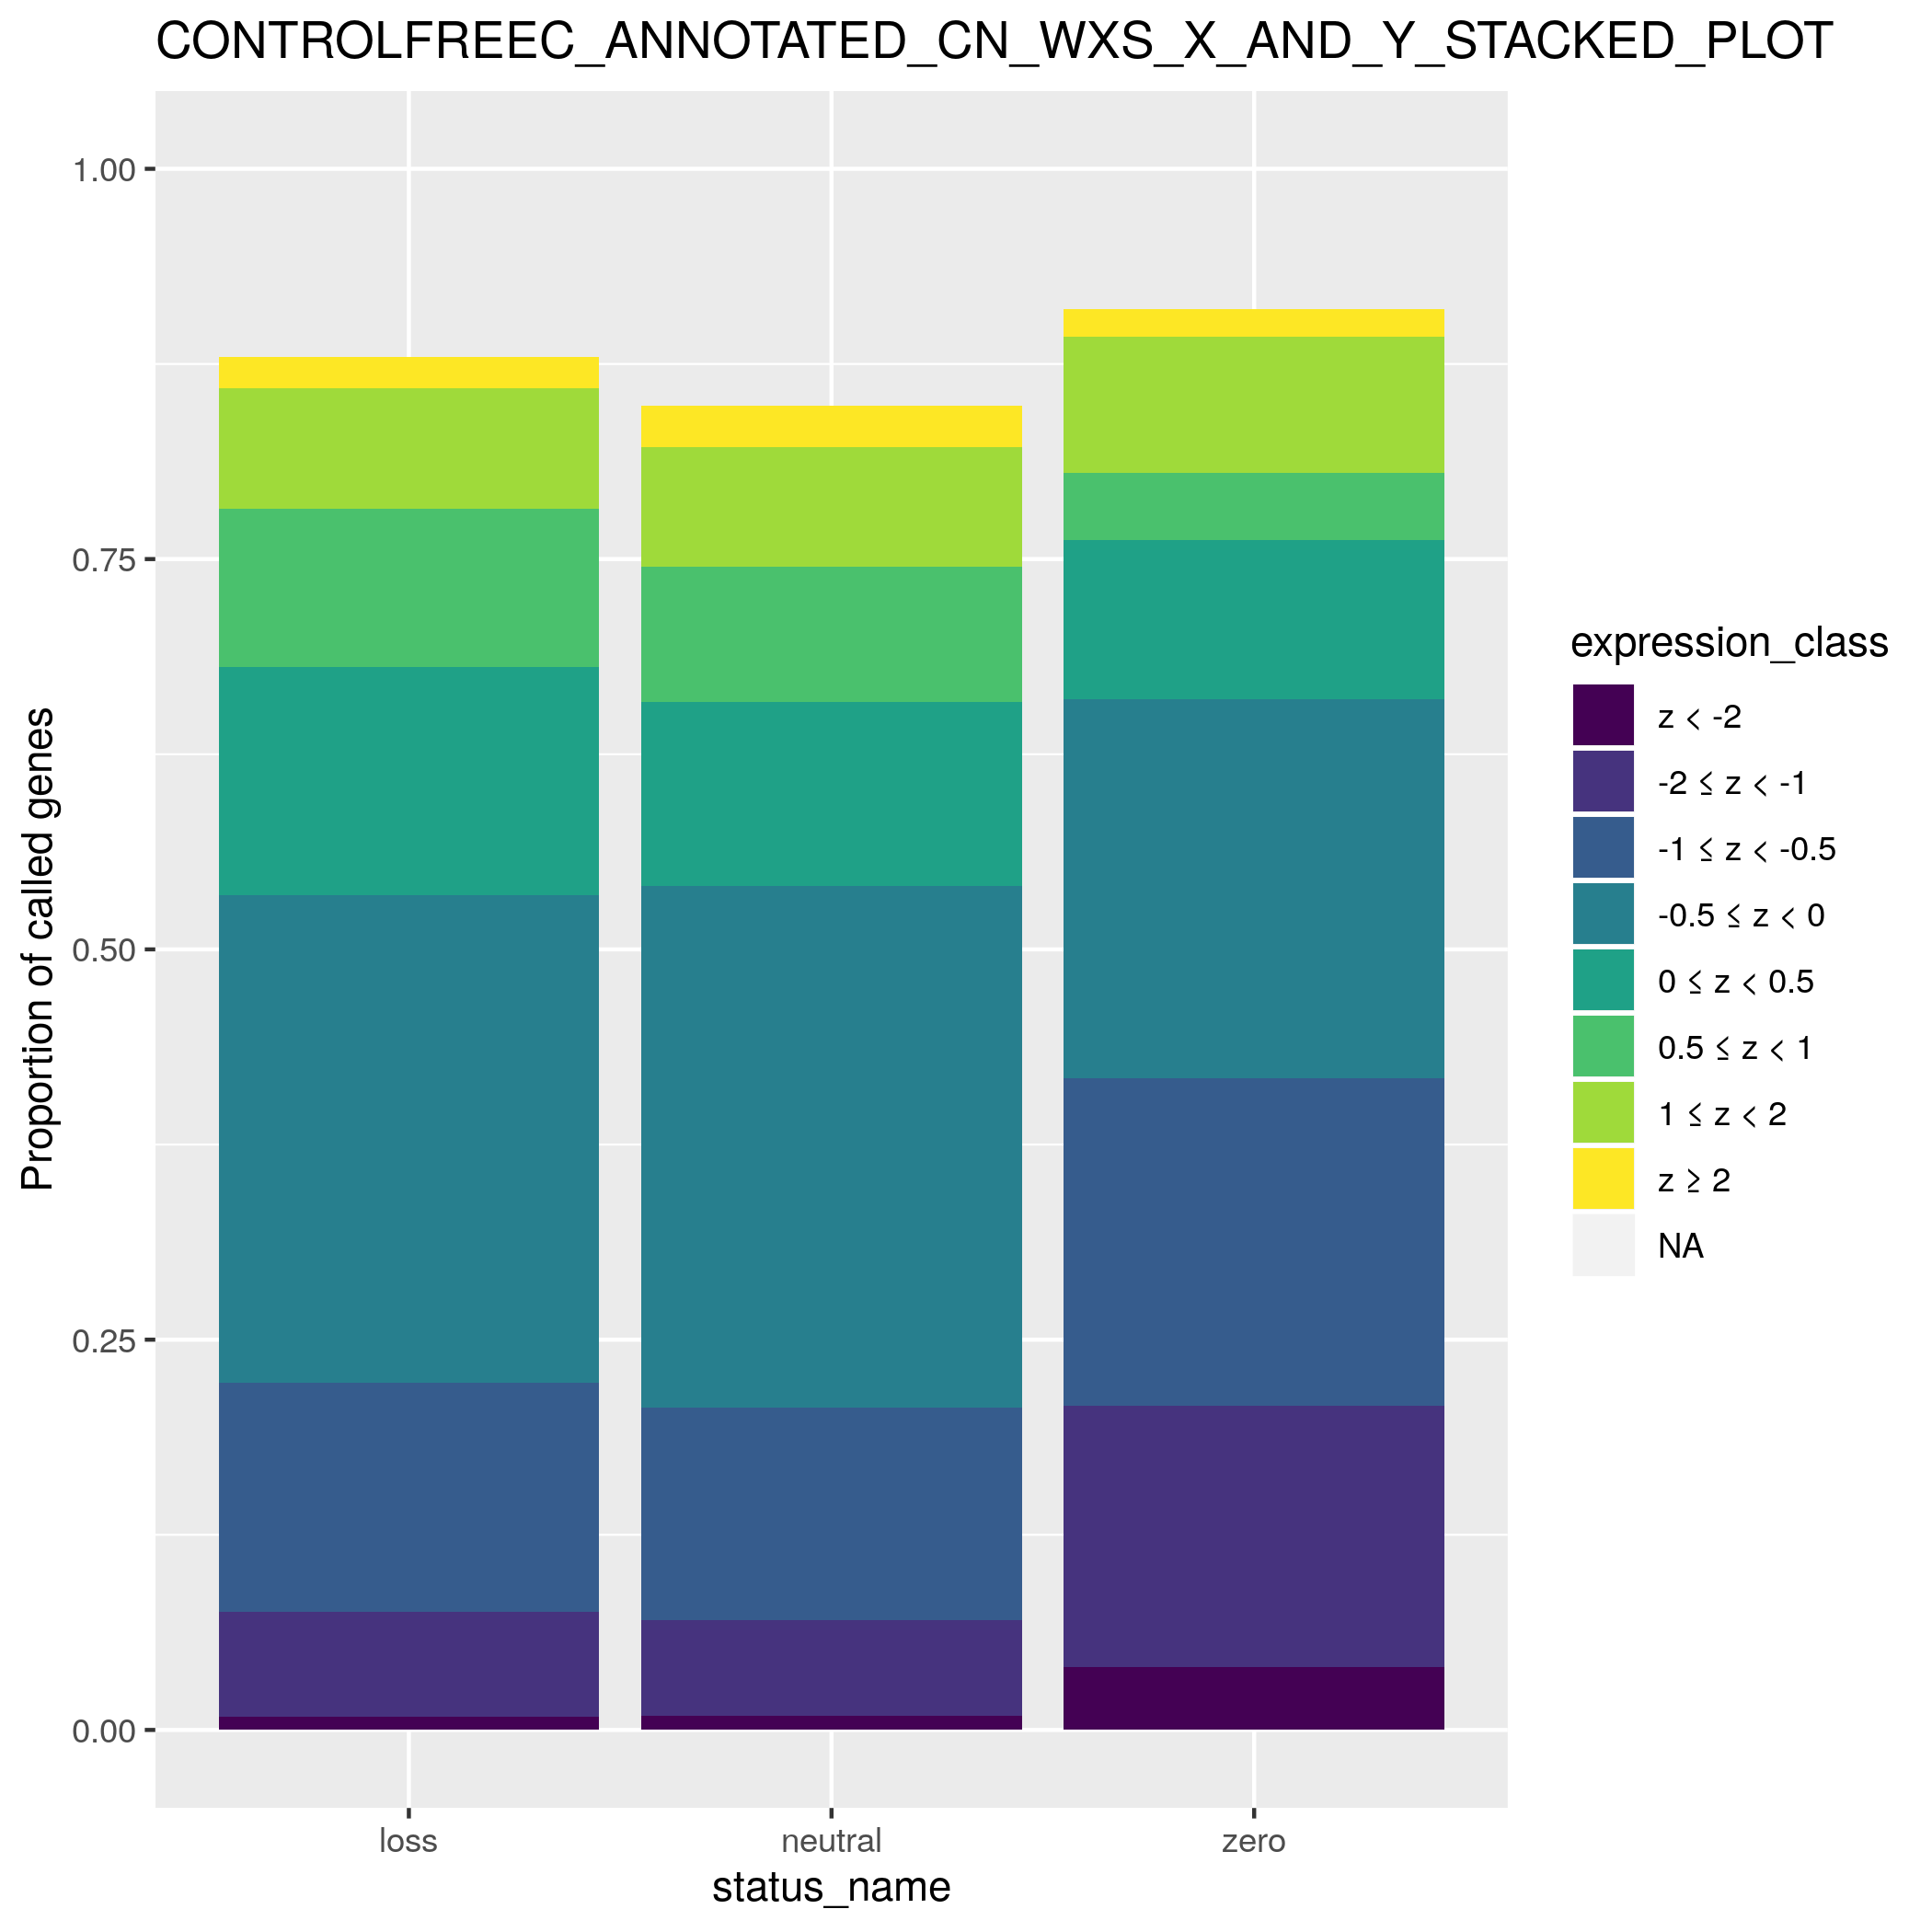 CONTROLFREEC_ANNOTATED_CN_WXS_X_AND_Y_STACKED_PLOT
1.00
0.75
0.50
0.25
0.00
Proportion of called genes
loss
neutral
zero
status_name
expression_class
z < -2
-2 ≤ z < -1
-1 ≤ z < -0.5
-0.5 ≤ z < 0
0 ≤ z < 0.5
0.5 ≤ z < 1
1 ≤ z < 2
z ≥ 2
NA